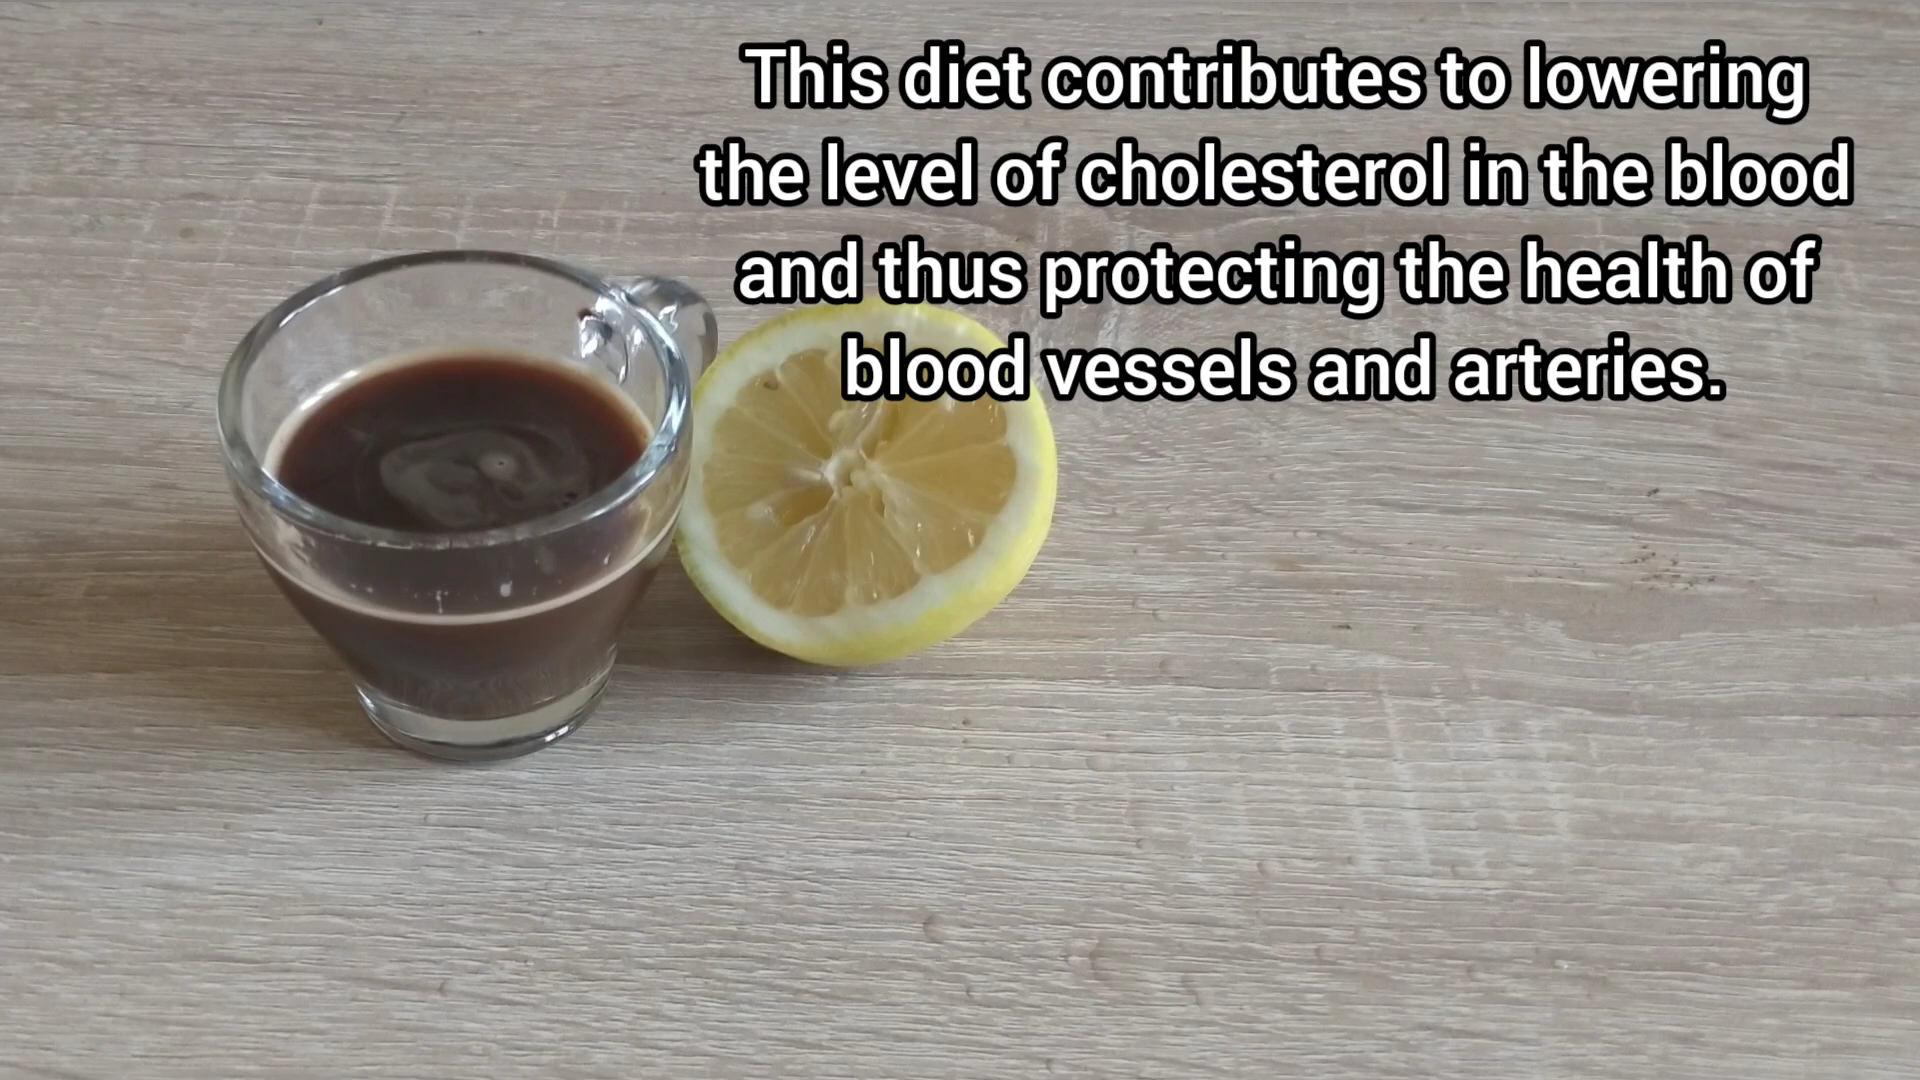 This diet contributes to lowering
the level of cholesterol in the blood
and thus protecting the health of
blood vessels and arteries.